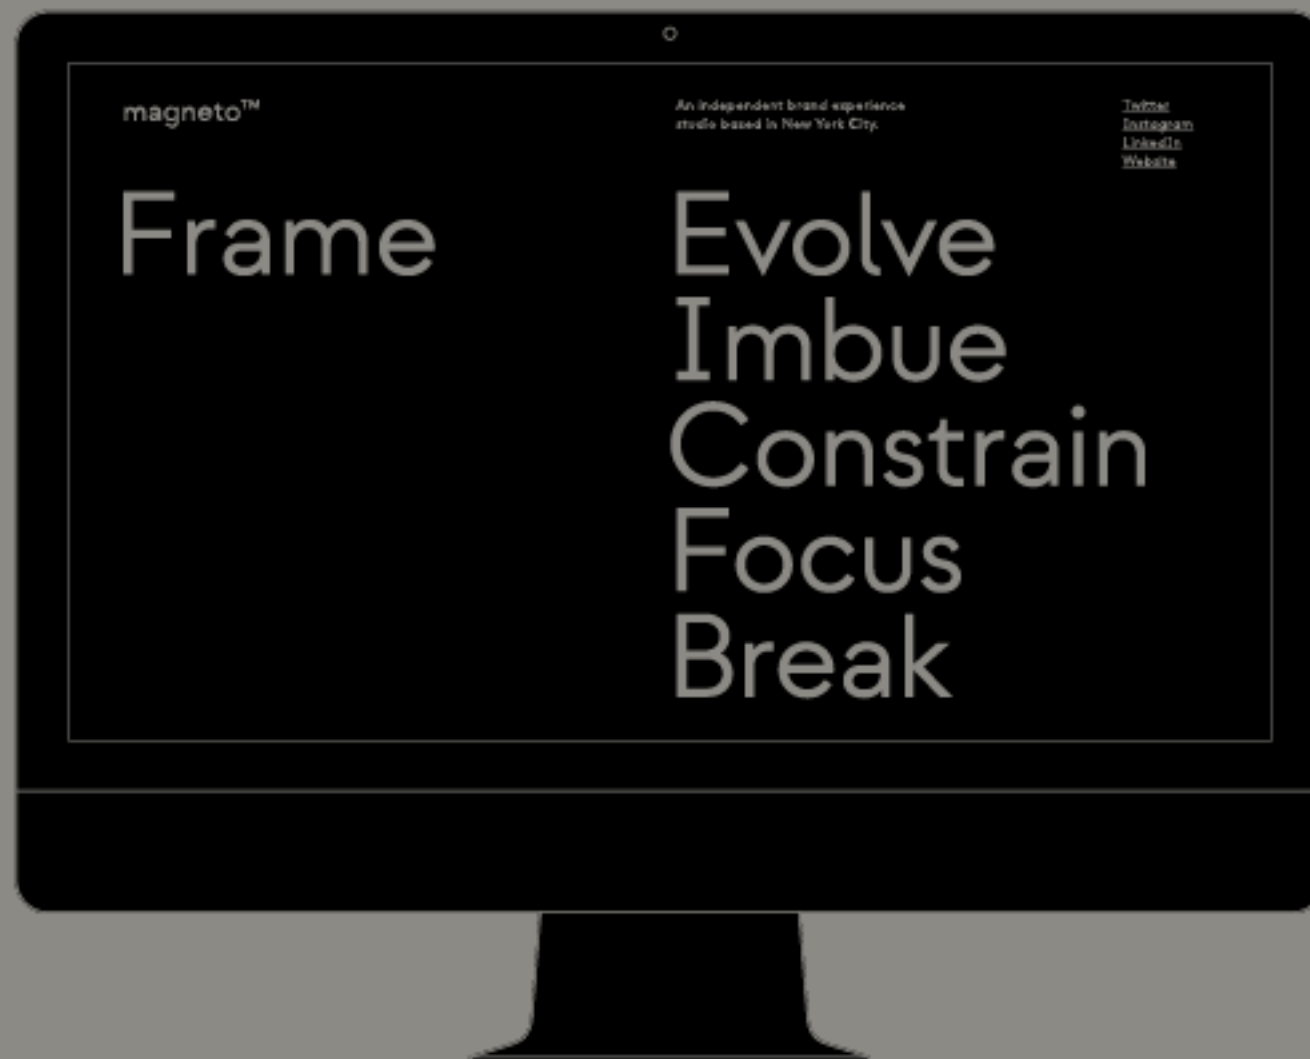 magneto™
An independent brand experience
studio based in New York City.
Twitter
Instagram
LinkedIn
Website
Frame
Evolve
Imbue
Constrain
Focus
Break